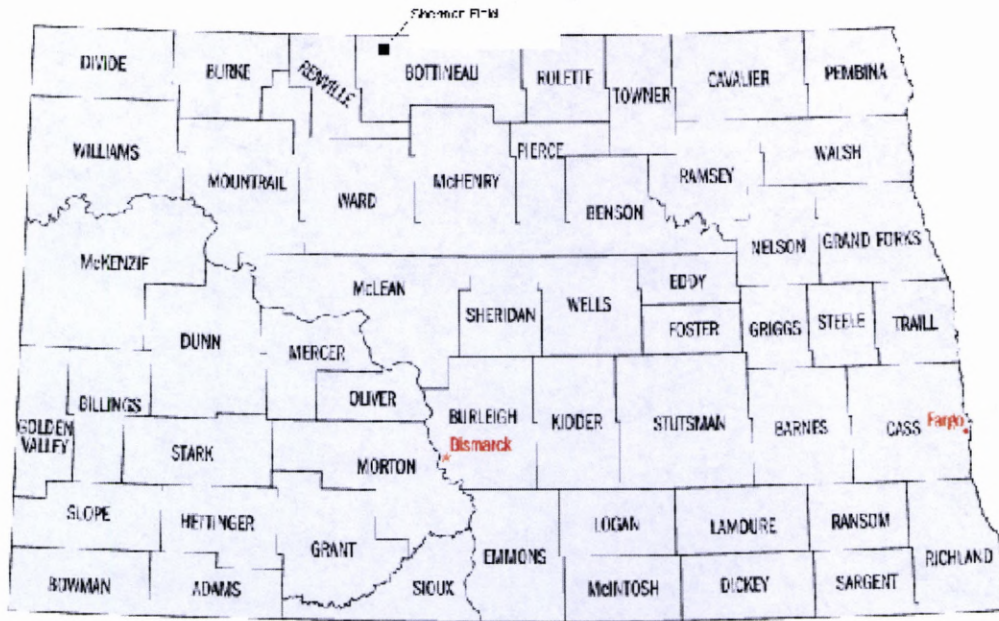 Field
DIVIDE
BURKE
RENVILLE
BOTTINEAU
ROLETTE
TOWNER
CAVALIER
PEMBINA
WILLIAMS
MOUNTRAIL
WARD
McHENRY
PIERCE
BENSON
RAMSEY
WALSH
NELSON
GRAND FORKS
McKENZIE
DUNN
McLEAN
MERCER
OLIVER
SHERIDAN
WELLS
EDDY
FOSTER
GRIGGS
STEELE
TRAILL
GOLDEN
VALLEY
BILLINGS
STARK
MORTON
BURLEIGH
Bismarck
KIDDER
STUTSMAN
BARNES
CASS
Fargo
SLOPE
HETTINGER
GRANT
SIOUX
EMMONS
LOGAN
LAMOURE
RANSOM
RICHLAND
BOWMAN
ADAMS
McINTOSH
DICKEY
SARGENT